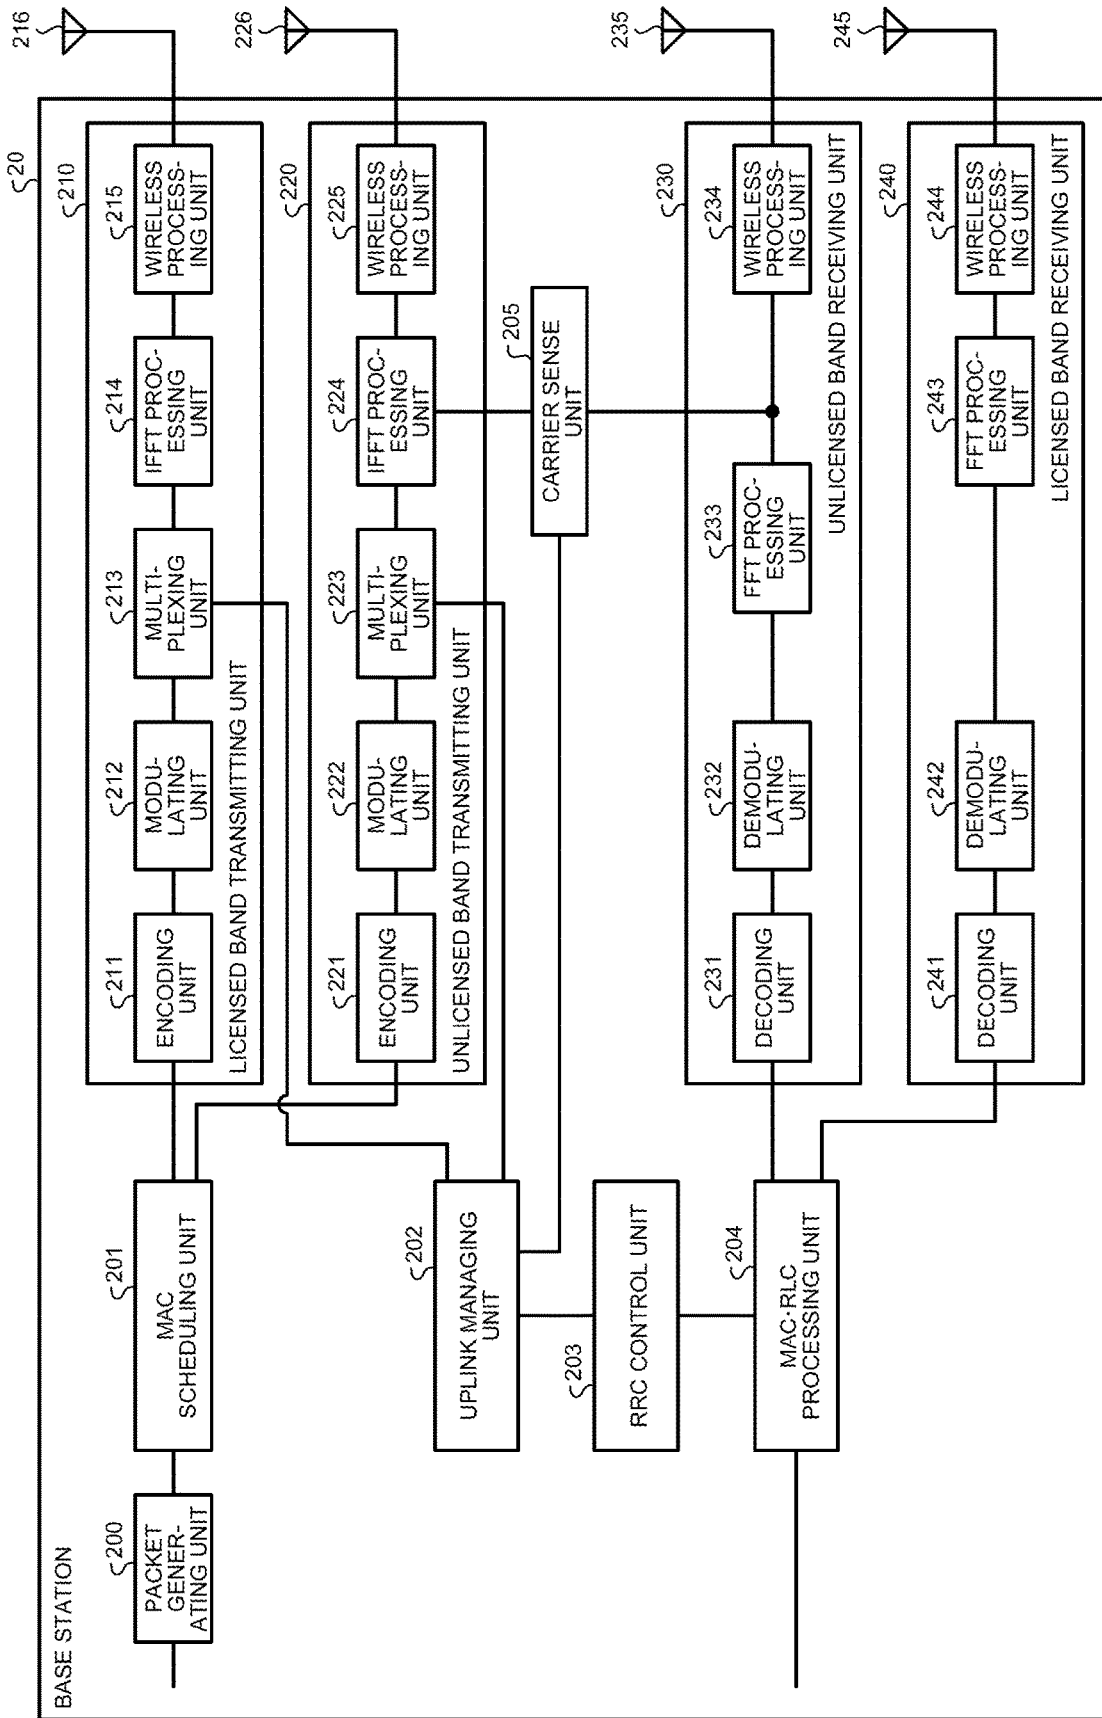 BASE STATION
20
200
PACKET
GENER-
ATING UNIT
201
MAC
SCHEDULING UNIT
210
211
ENCODING
UNIT
212
MODU-
LATING
UNIT
213
MULTI-
PLEXING
UNIT
214
IFFT PROC-
ESSING
UNIT
215
WIRELESS
PROCESS-
ING UNIT
216
LICENSED BAND TRANSMITTING UNIT
220
221
ENCODING
UNIT
222
MODU-
LATING
UNIT
223
MULTI-
PLEXING
UNIT
224
IFFT PROC-
ESSING
UNIT
225
WIRELESS
PROCESS-
ING UNIT
226
UNLICENSED BAND TRANSMITTING UNIT
202
UPLINK MANAGING
UNIT
205
CARRIER SENSE
UNIT
203
RRC CONTROL UNIT
204
MAC·RLC
PROCESSING UNIT
230
231
DECODING
UNIT
232
DEMODU-
LATING
UNIT
233
FFT PROC-
ESSING
UNIT
234
WIRELESS
PROCESS-
ING UNIT
235
UNLICENSED BAND RECEIVING UNIT
240
241
DECODING
UNIT
242
DEMODU-
LATING
UNIT
243
FFT PROC-
ESSING
UNIT
244
WIRELESS
PROCESS-
ING UNIT
245
LICENSED BAND RECEIVING UNIT